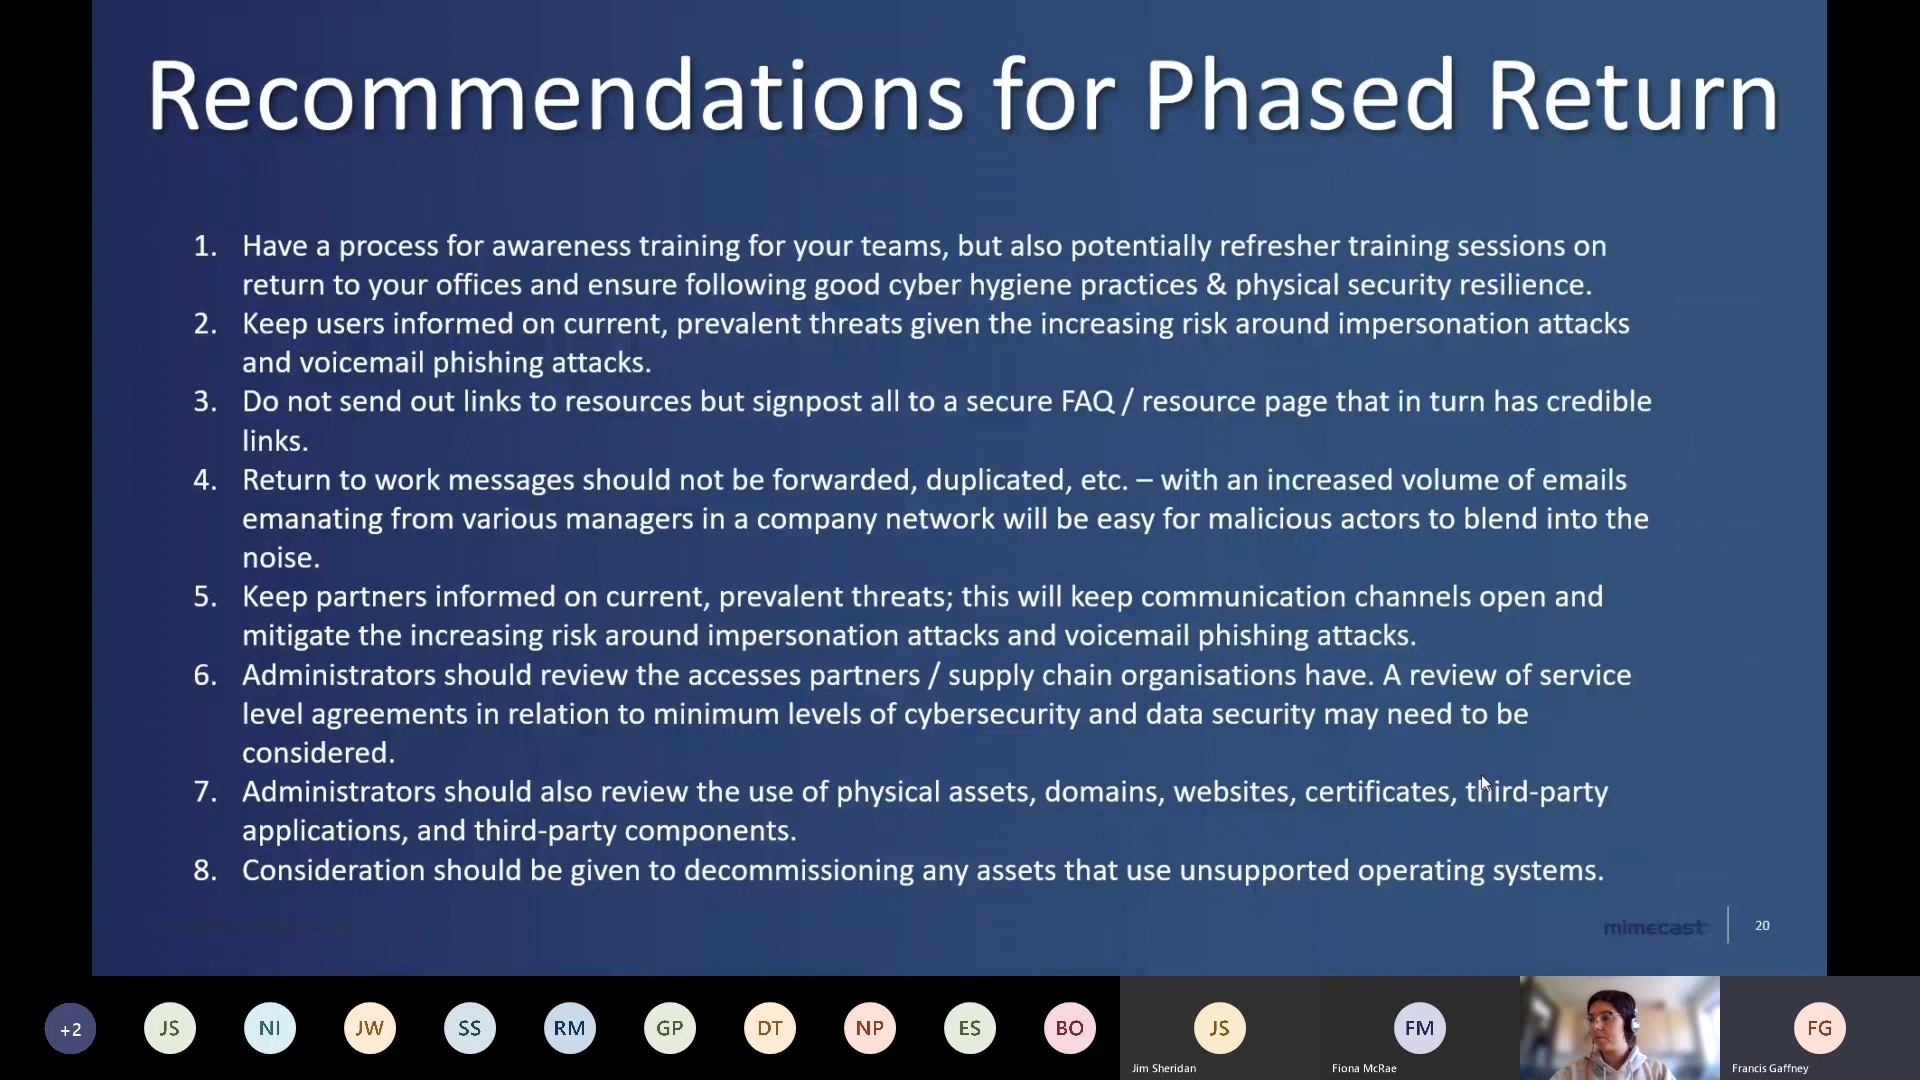 Recommendations for Phased Return
1. Have a process for awareness training for your teams, but also potentially refresher training sessions on
return to your offices and ensure following good cyber hygiene practices & physical security resilience.
2. Keep users informed on current, prevalent threats given the increasing risk around impersonation attacks
and voicemail phishing attacks.
3. Do not send out links to resources but signpost all to a secure FAQ / resource page that in turn has credible
links.
4. Return to work messages should not be forwarded, duplicated, etc. – with an increased volume of emails
emanating from various managers in a company network will be easy for malicious actors to blend into the
noise.
5. Keep partners informed on current, prevalent threats; this will keep communication channels open and
mitigate the increasing risk around impersonation attacks and voicemail phishing attacks.
6. Administrators should review the accesses partners / supply chain organisations have. A review of service
level agreements in relation to minimum levels of cybersecurity and data security may need to be
considered.
7. Administrators should also review the use of physical assets, domains, websites, certificates, third-party
applications, and third-party components.
8. Consideration should be given to decommissioning any assets that use unsupported operating systems.
mimecast 20
+2 JS NI JW SS RM GP DT NP ES BO JS FM FG
Jim Sheridan Fiona McRae Francis Gaffney